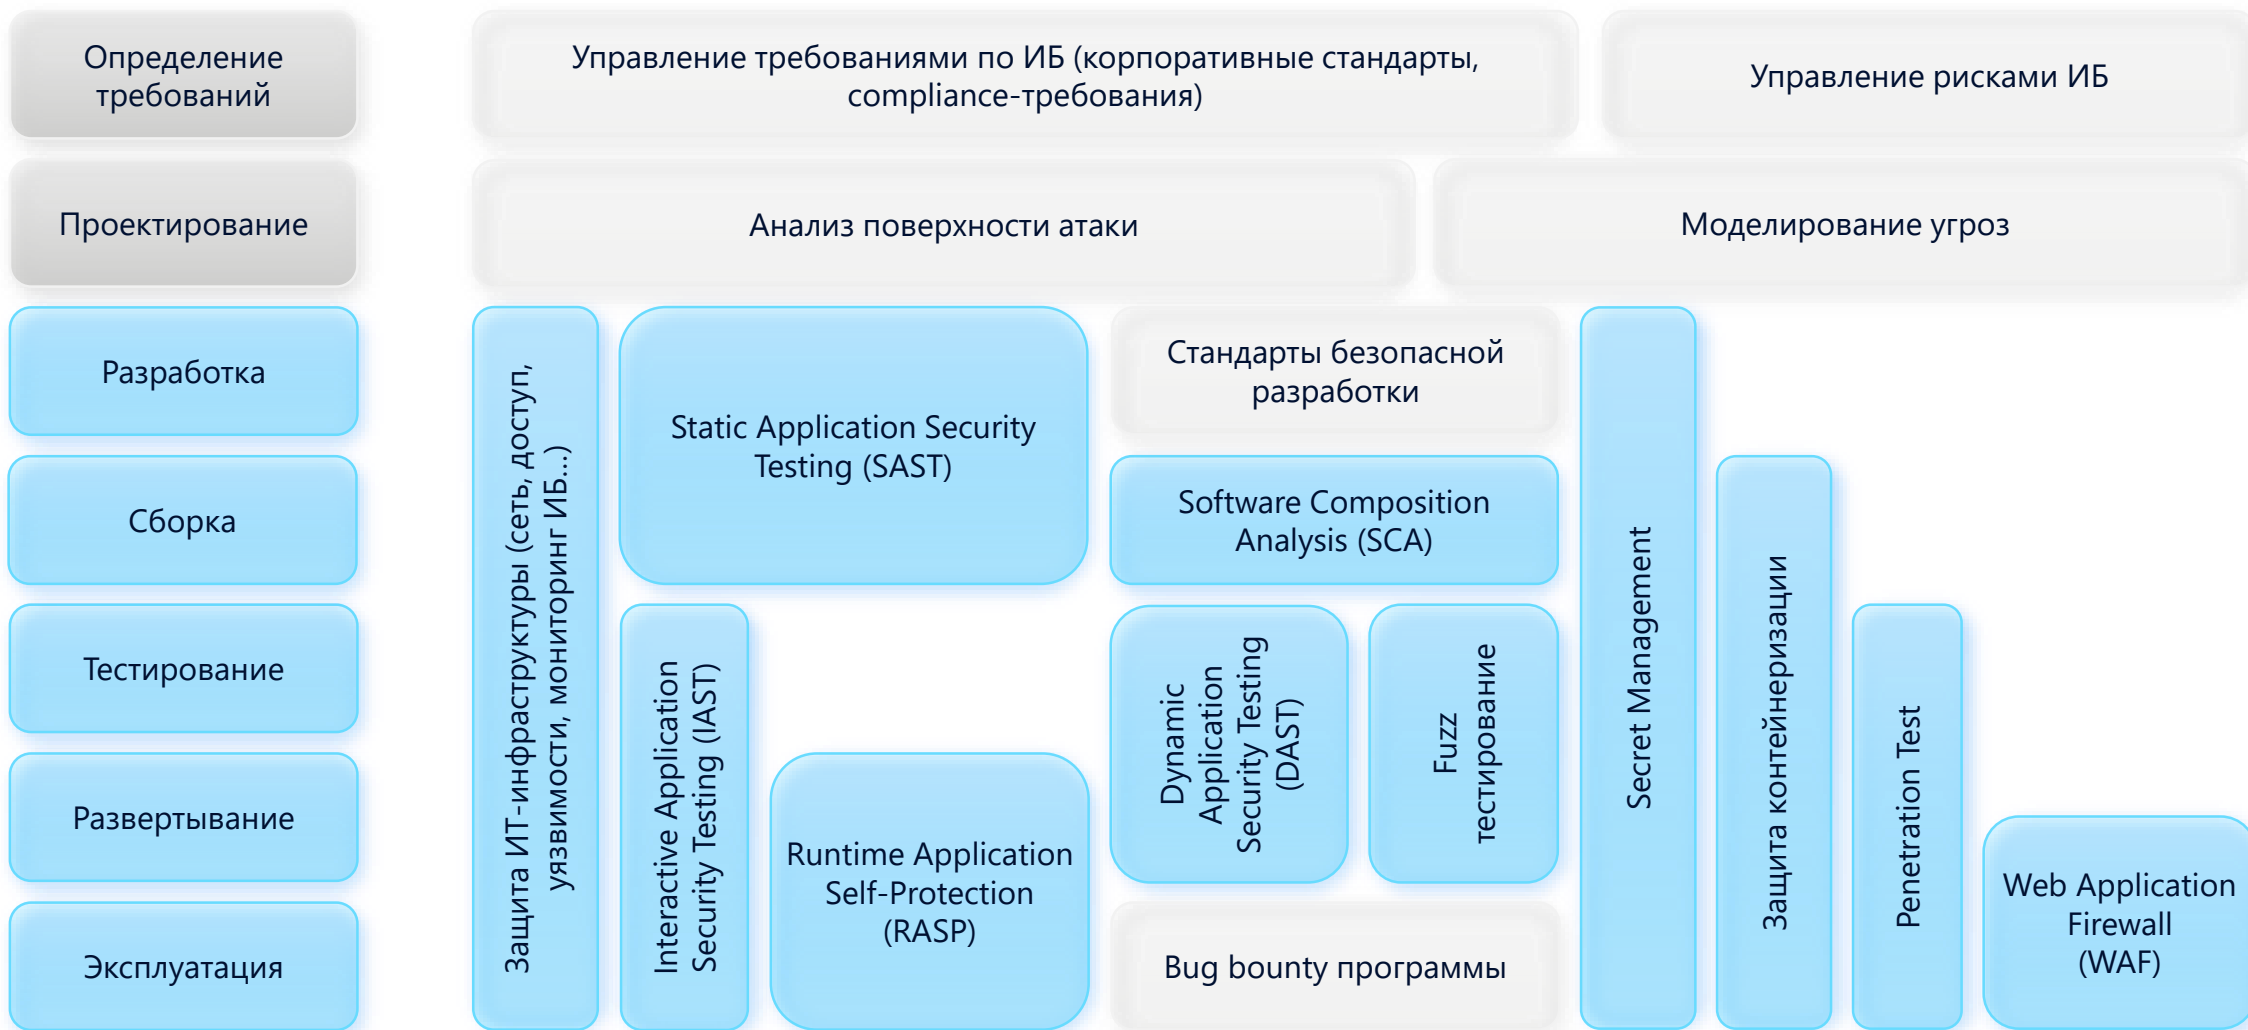 Определение
требований
Управление требованиями по ИБ (корпоративные стандарты,
compliance-требования)
Управление рисками ИБ
Проектирование
Анализ поверхности атаки
Моделирование угроз
Разработка
Сборка
Тестирование
Развертывание
Эксплуатация
Защита ИТ-инфраструктуры (сеть, доступ,
уязвимости, мониторинг ИБ...)
Static Application Security
Testing (SAST)
Interactive Application
Security Testing (IAST)
Runtime Application
Self-Protection
(RASP)
Стандарты безопасной
разработки
Software Composition
Analysis (SCA)
Dynamic
Application
Security Testing
(DAST)
Fuzz
тестирование
Bug bounty программы
Secret Management
Защита контейнеризации
Penetration Test
Web Application
Firewall
(WAF)